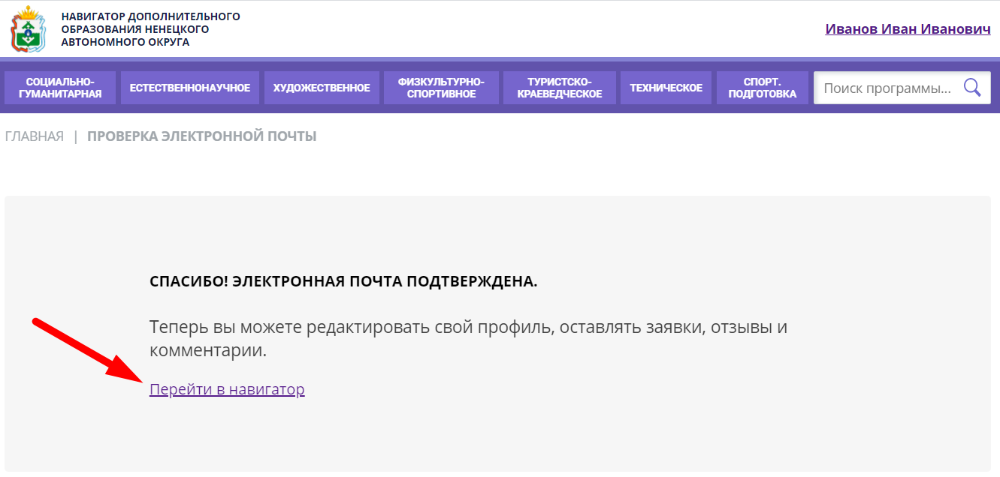 НАВИГАТОР ДОПОЛНИТЕЛЬНОГО
ОБРАЗОВАНИЯ НЕНЕЦКОГО
АВТОНОМНОГО ОКРУГА
Иванов Иван Иванович
СОЦИАЛЬНО-
ГУМАНИТАРНАЯ
ЕСТЕСТВЕННОНАУЧНОЕ
ХУДОЖЕСТВЕННОЕ
ФИЗКУЛЬТУРНО-
СПОРТИВНОЕ
ТУРИСТСКО-
КРАЕВЕДЧЕСКОЕ
ТЕХНИЧЕСКОЕ
СПОРТ.
ПОДГОТОВКА
Поиск программы...
ГЛАВНАЯ | ПРОВЕРКА ЭЛЕКТРОННОЙ ПОЧТЫ
СПАСИБО! ЭЛЕКТРОННАЯ ПОЧТА ПОДТВЕРЖДЕНА.
Теперь вы можете редактировать свой профиль, оставлять заявки, отзывы и
комментарии.
Перейти в навигатор